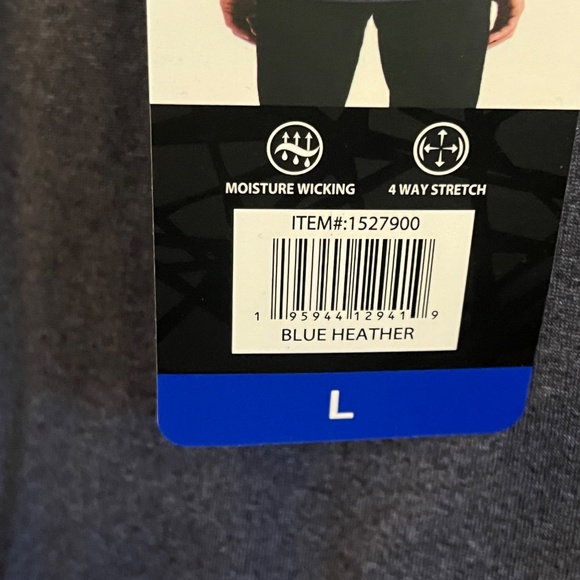 MOISTURE WICKING
4 WAY STRETCH
ITEM#:1527900
1 95944 12941 9
BLUE HEATHER
L